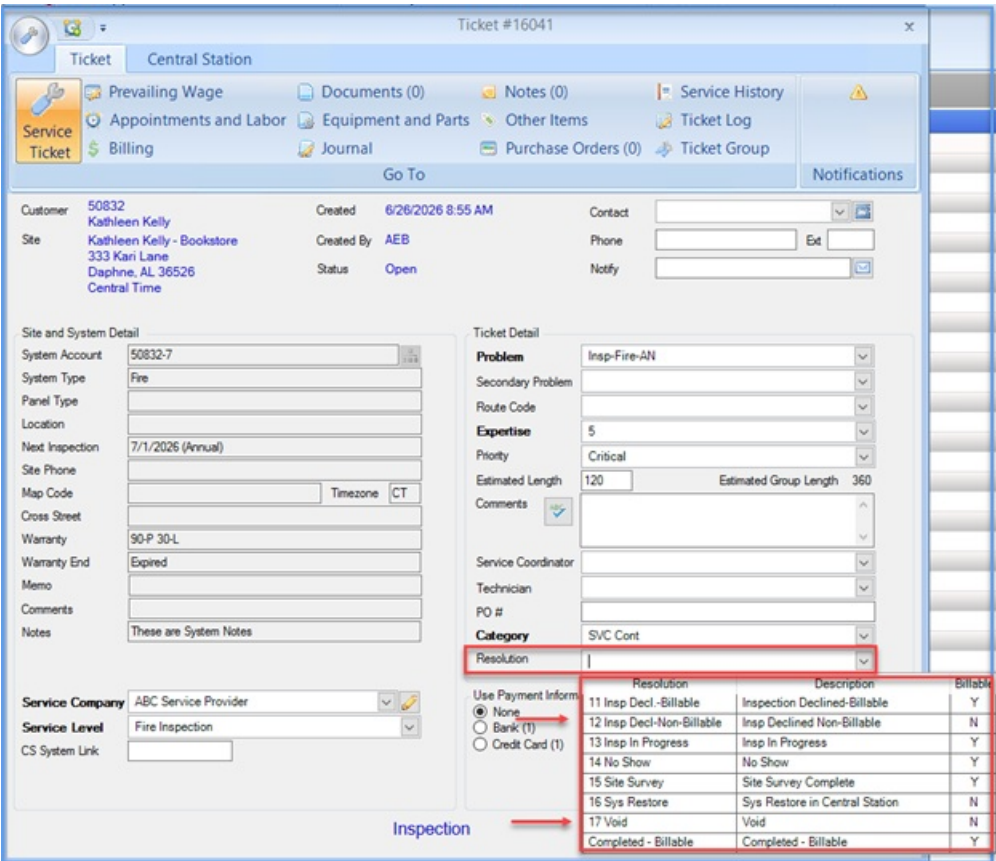 Ticket #16041
Ticket Central Station
Service Ticket
Prevailing Wage Documents (0) Notes (0) Service History
Appointments and Labor Equipment and Parts Other Items Ticket Log
Billing Journal Purchase Orders (0) Ticket Group
Go To Notifications
Customer 50832 Created 6/26/2026 8:55 AM Contact
Kathleen Kelly
Site Kathleen Kelly - Bookstore Created By AEB Phone Ext
333 Kari Lane
Daphne, AL 36526 Status Open Notify
Central Time
Site and System Detail
System Account 50832-7
System Type Fire
Panel Type
Location
Next Inspection 7/1/2026 (Annual)
Site Phone
Map Code Timezone CT
Cross Street
Warranty 90-P 30-L
Warranty End Expired
Memo
Comments
Notes These are System Notes
Service Company ABC Service Provider
Service Level Fire Inspection
CS System Link
Ticket Detail
Problem Insp-Fire-AN
Secondary Problem
Route Code
Expertise 5
Priority Critical
Estimated Length 120 Estimated Group Length 360
Comments ABC
Service Coordinator
Technician
PO #
Category SVC Cont
Resolution
Use Payment Inform
None
Bank (1)
Credit Card (1)
Resolution Description Billable
11 Insp Decl.-Billable Inspection Declined-Billable Y
12 Insp Decl-Non-Billable Insp Declined Non-Billable N
13 Insp In Progress Insp In Progress Y
14 No Show No Show Y
15 Site Survey Site Survey Complete Y
16 Sys Restore Sys Restore in Central Station N
17 Void Void N
Completed - Billable Completed - Billable Y
Inspection